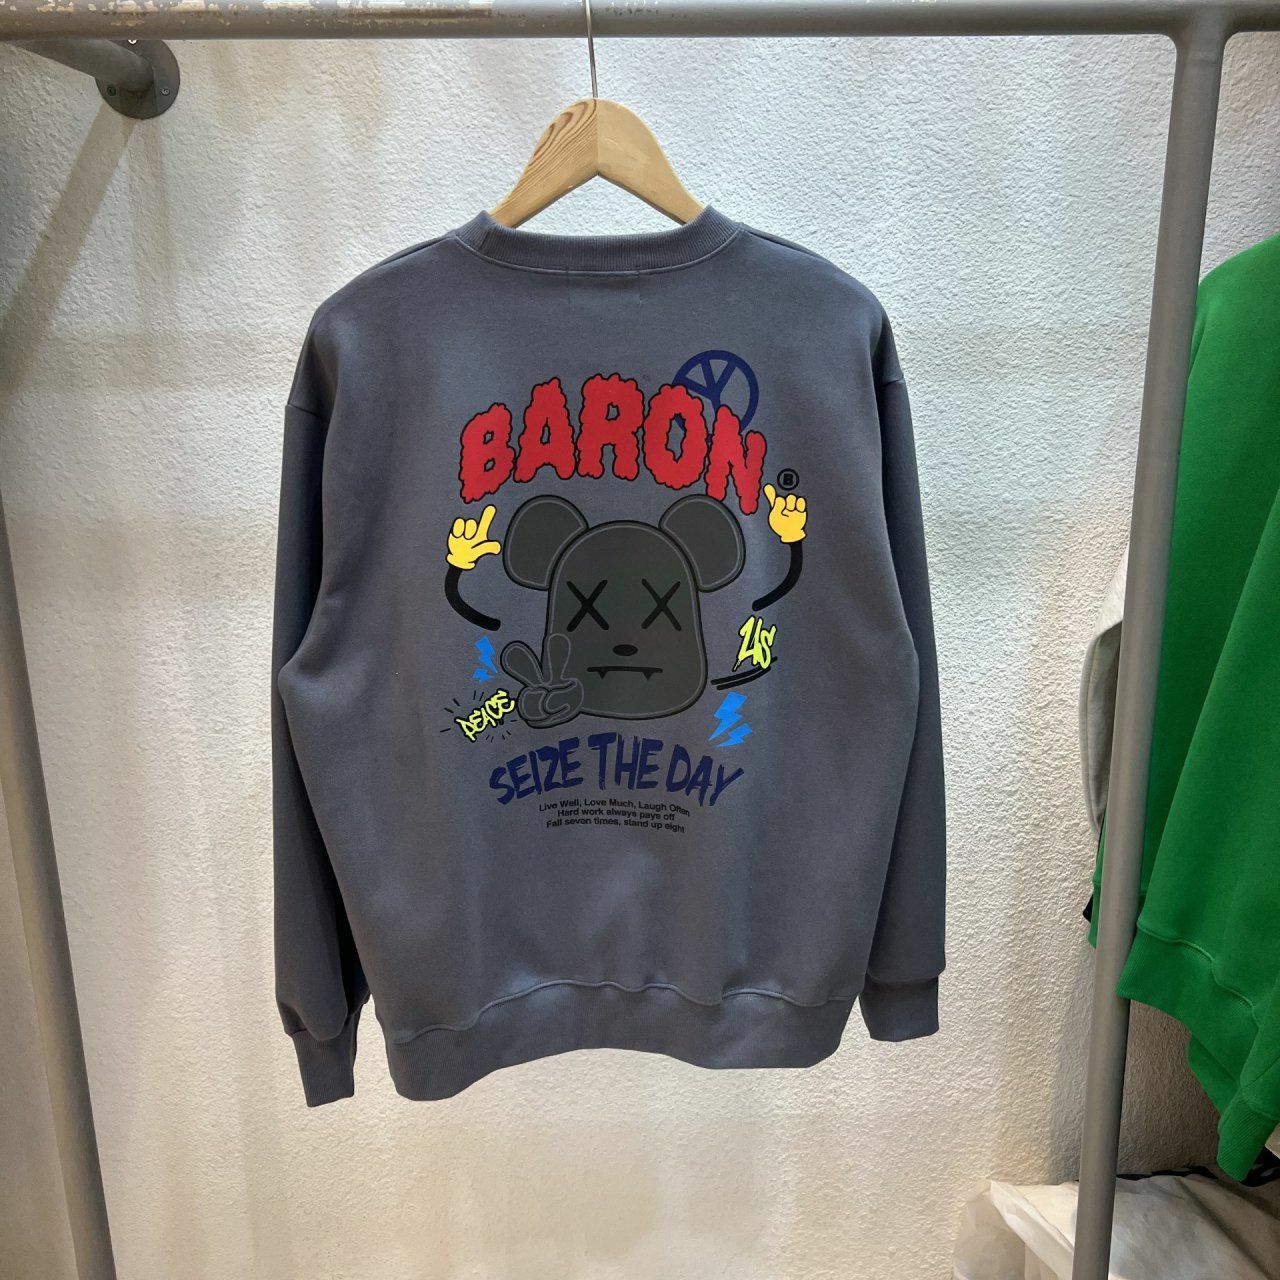 BARON
B
US
PEACE
SEIZE THE DAY
Live Well, Love Much, Laugh Often
Hard work always pays off
Fall seven times, stand up eight